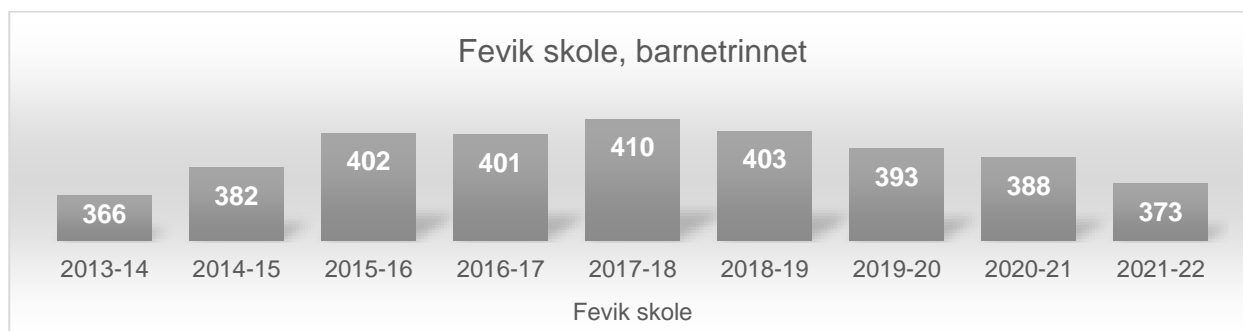 Fevik skole, barnetrinnet
366 382 402 401 410 403 393 388 373
2013-14 2014-15 2015-16 2016-17 2017-18 2018-19 2019-20 2020-21 2021-22
Fevik skole